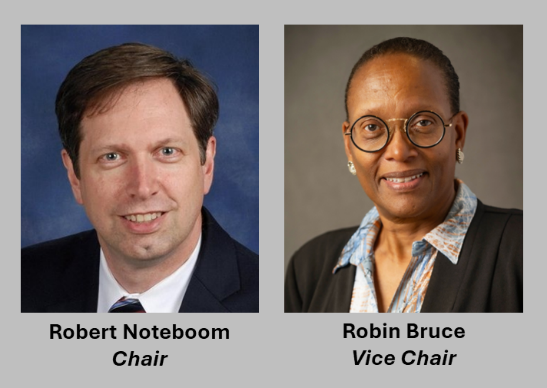 Robert Noteboom
Chair
Robin Bruce
Vice Chair